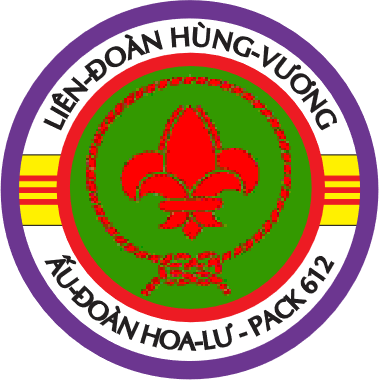 LIÊN-ĐOÀN HÙNG-VƯƠNG
ẤU-ĐOÀN HOA-LƯ - PACK 612